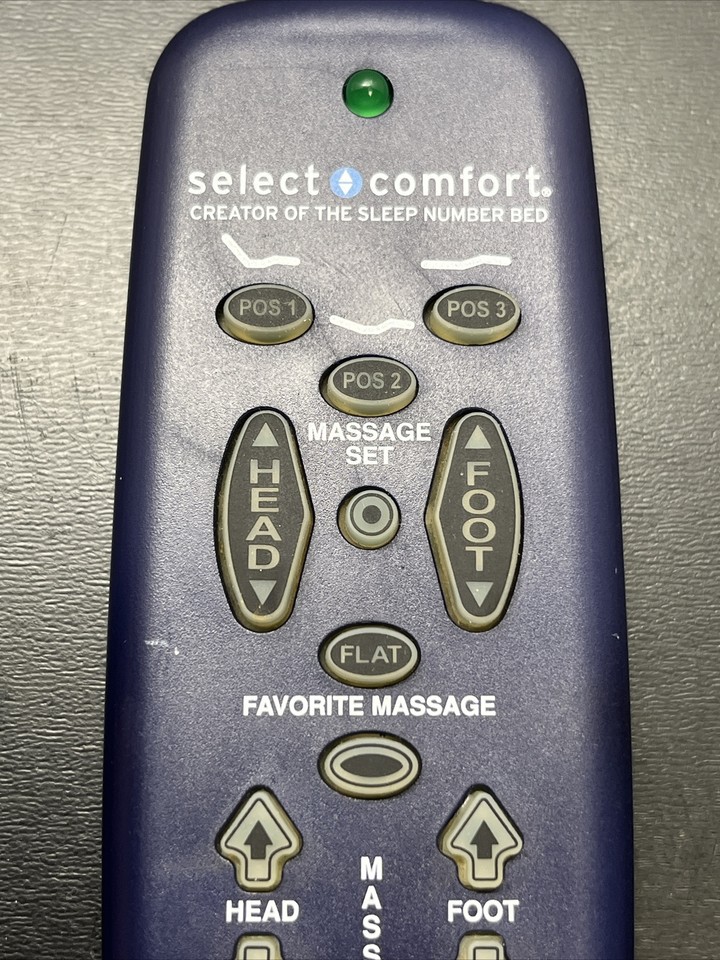 select comfort®
CREATOR OF THE SLEEP NUMBER BED
POS 1
POS 3
POS 2
MASSAGE
SET
HEAD
FOOT
FLAT
FAVORITE MASSAGE
HEAD
FOOT
MASS